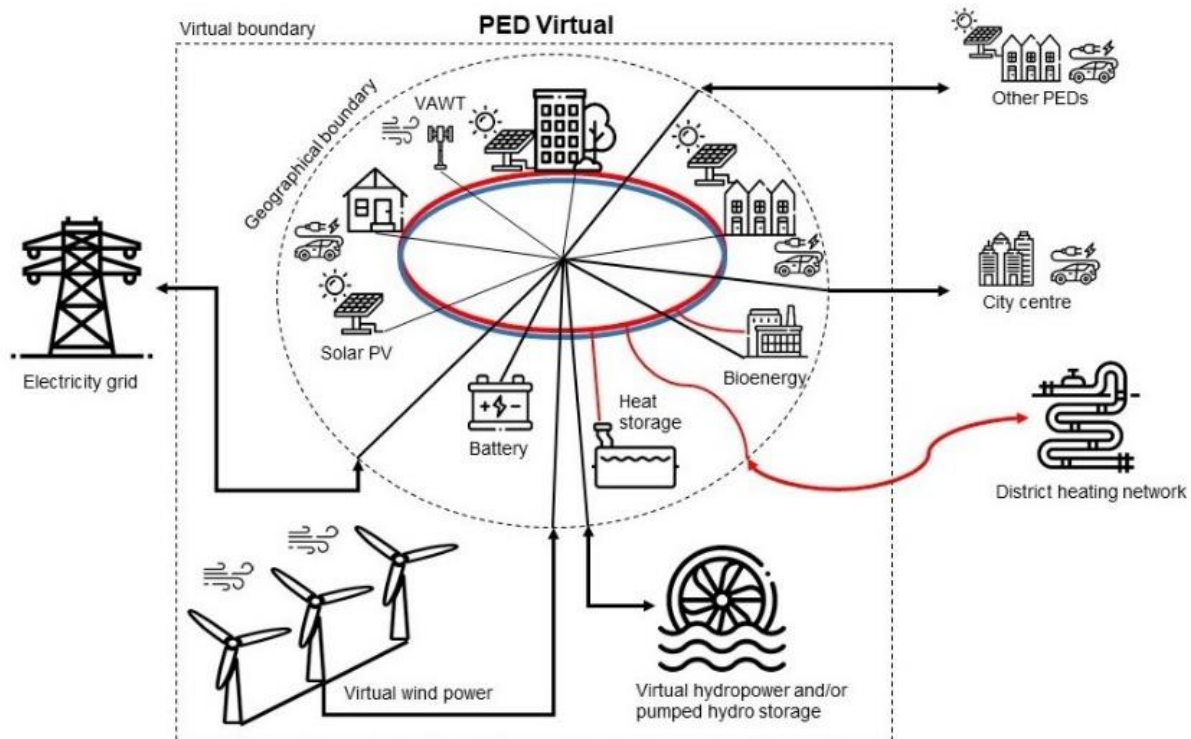 PED Virtual
Virtual boundary
Geographical boundary
VAWT
Other PEDs
City centre
Electricity grid
Solar PV
Battery
Heat
storage
Bioenergy
District heating network
Virtual wind power
Virtual hydropower and/or
pumped hydro storage